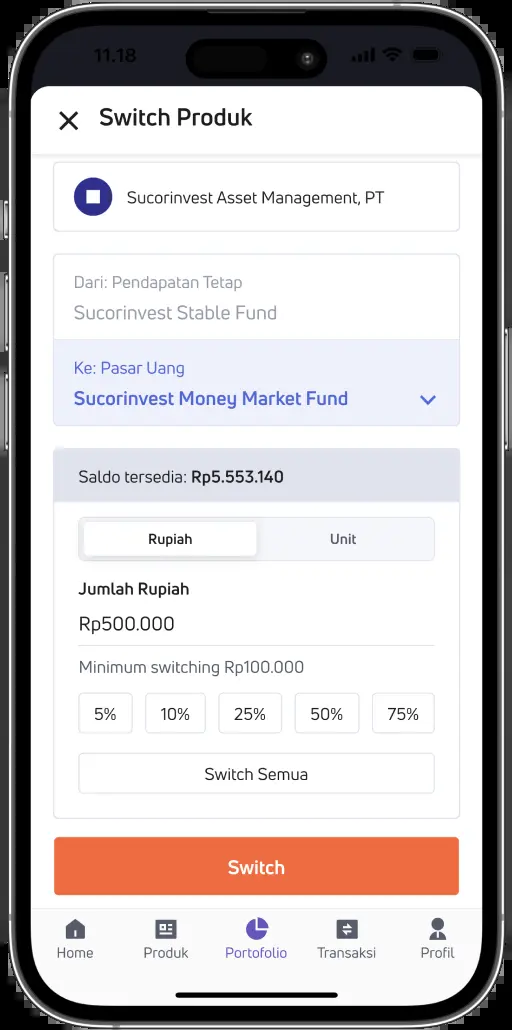 11.18
Switch Produk
Sucorinvest Asset Management, PT
Dari: Pendapatan Tetap
Sucorinvest Stable Fund
Ke: Pasar Uang
Sucorinvest Money Market Fund
Saldo tersedia: Rp5.553.140
Rupiah Unit
Jumlah Rupiah
Rp500.000
Minimum switching Rp100.000
5% 10% 25% 50% 75%
Switch Semua
Switch
Home Produk Portofolio Transaksi Profil